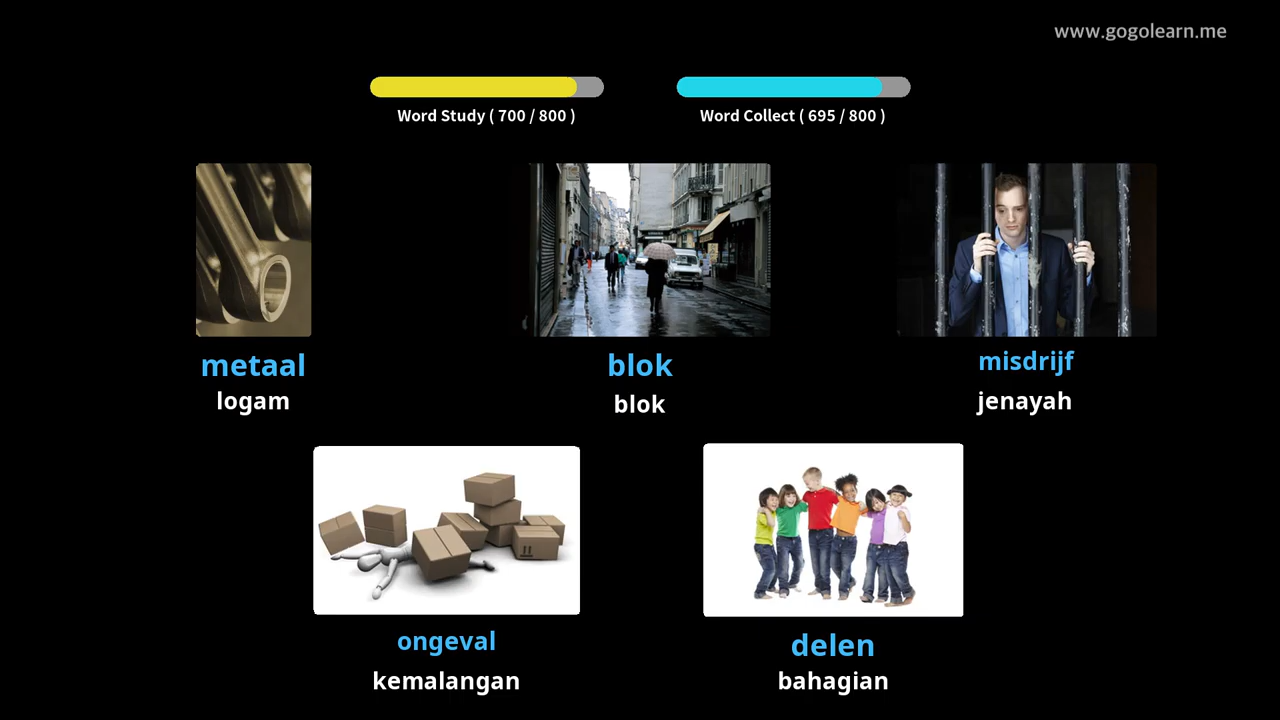 www.gogolearn.me
Word Study ( 700 / 800 )
Word Collect ( 695 / 800 )
metaal
logam
blok
blok
misdrijf
jenayah
ongeval
kemalangan
delen
bahagian